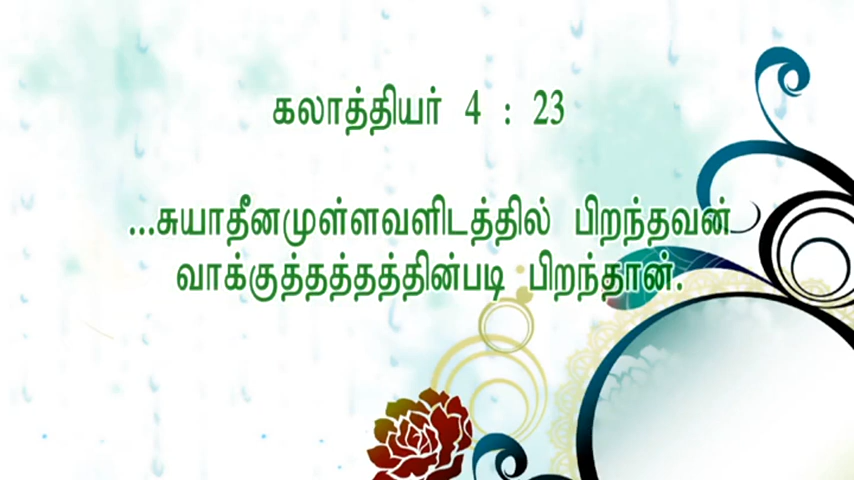 கலாத்தியர் 4 : 23
...சுயாதீனமுள்ளவளிடத்தில் பிறந்தவன்
வாக்குத்தத்தத்தின்படி பிறந்தான்.